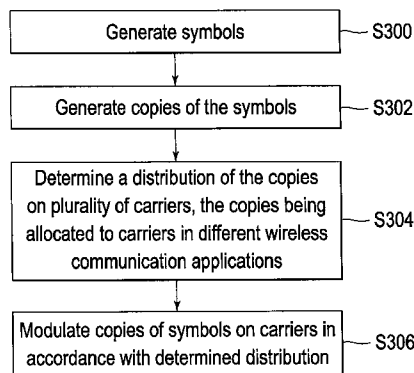 Generate symbols
S300
Generate copies of the symbols
S302
Determine a distribution of the copies
on plurality of carriers, the copies being
allocated to carriers in different wireless
communication applications
S304
Modulate copies of symbols on carriers in
accordance with determined distribution
S306